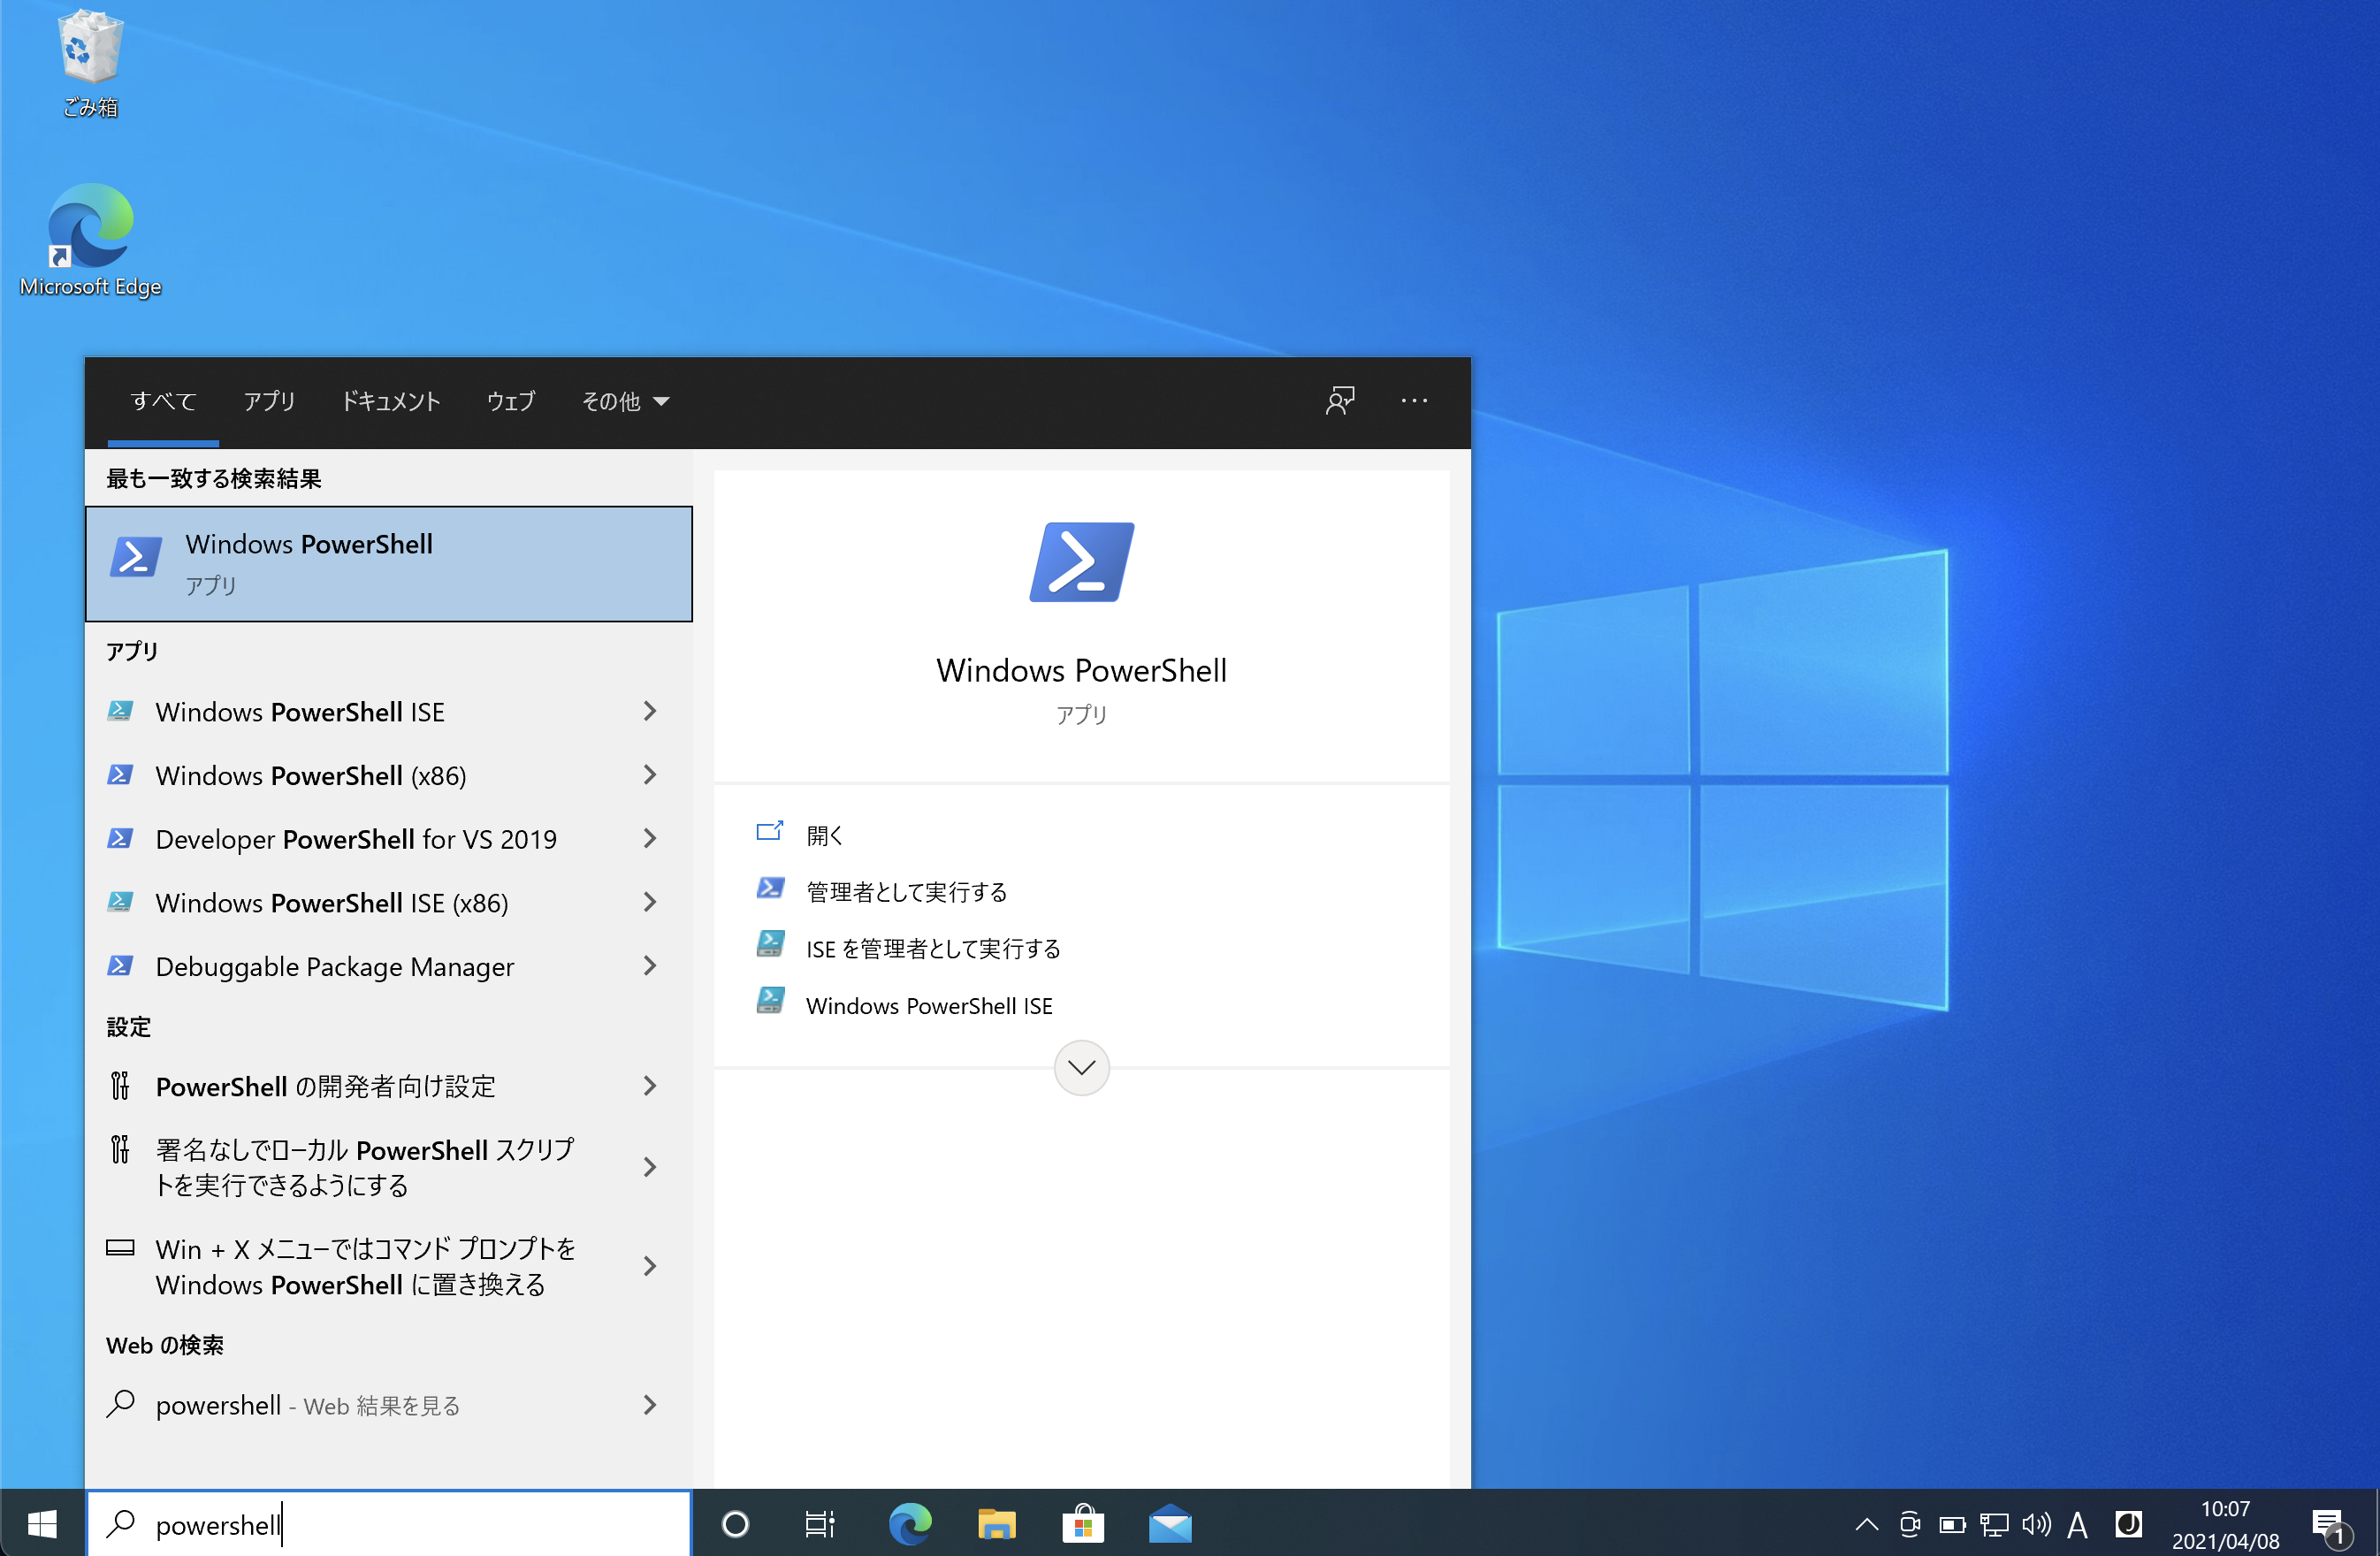 ごみ箱
Microsoft Edge
すべて アプリ ドキュメント ウェブ その他
最も一致する検索結果
Windows PowerShell
アプリ
アプリ
Windows PowerShell ISE
Windows PowerShell (x86)
Developer PowerShell for VS 2019
Windows PowerShell ISE (x86)
Debuggable Package Manager
設定
PowerShell の開発者向け設定
署名なしでローカル PowerShell スクリプ
トを実行できるようにする
Win + X メニューではコマンド プロンプトを
Windows PowerShell に置き換える
Web の検索
powershell - Web 結果を見る
Windows PowerShell
アプリ
開く
管理者として実行する
ISE を管理者として実行する
Windows PowerShell ISE
powershell
A
J
10:07
2021/04/08
1